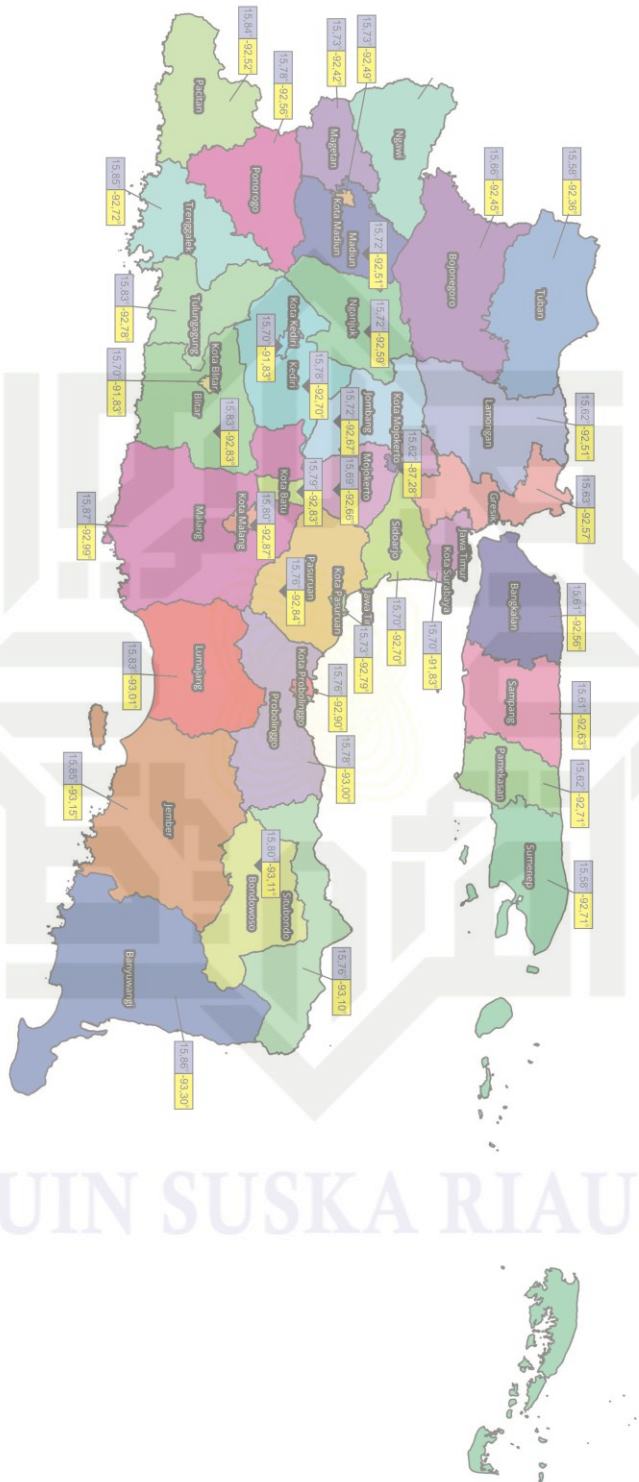 Tuban
15,58° -92,36°
Lamongan
15,62° -92,51°
Gresik
15,63° -92,57°
Bangkalan
15,61° -92,56°
Sampang
15,61° -92,63°
Pamekasan
15,62° -92,71°
Sumenep
15,58° -92,71°
Bojonegoro
15,66° -92,45°
Ngawi
Magetan
15,73° -92,42°
15,73° -92,49°
Kota Madiun
Madiun
15,72° -92,51°
Nganjuk
15,72° -92,59°
Jombang
15,72° -92,67°
Kota Mojokerto
15,62° -87,28°
Mojokerto
15,69° -92,66°
Jawa Timur
Kota Surabaya
15,70° -91,83°
Sidoarjo
15,70° -92,70°
Jawa Ti
Kota Pasuruan
15,73° -92,79°
Pasuruan
15,76° -92,84°
Kota Probolinggo
15,76° -92,90°
Probolinggo
15,78° -93,00°
Situbondo
15,76° -93,10°
Bondowoso
15,80° -93,11°
Ponorogo
15,78° -92,56°
Kota Kediri
15,70° -91,83°
Kediri
15,78° -92,70°
Kota Batu
15,79° -92,83°
Kota Malang
15,80° -92,87°
Pacitan
15,84° -92,52°
Trenggalek
15,85° -92,72°
Tulungagung
15,83° -92,78°
Kota Blitar
15,70° -91,83°
Blitar
15,83° -92,83°
Malang
15,87° -92,99°
Lumajang
15,83° -93,01°
Jember
15,85° -93,15°
Banyuwangi
15,86° -93,30°
UIN SUSKA RIAU